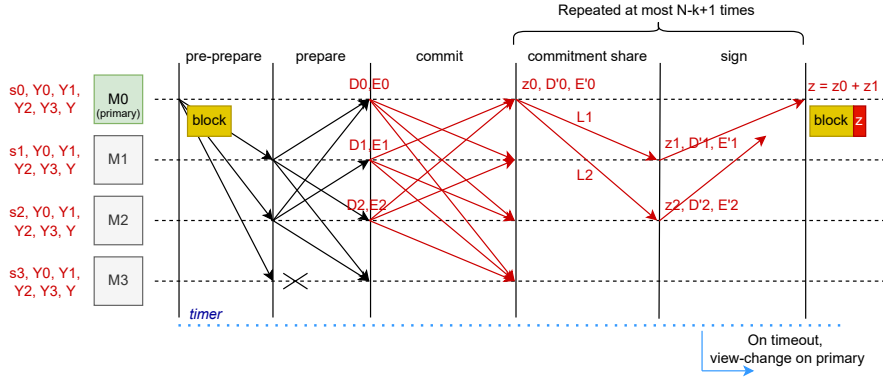 Repeated at most N-k+1 times
pre-prepare
prepare
commit
commitment share
sign
s0, Y0, Y1,
Y2, Y3, Y
M0
(primary)
block
D0,E0
z0, D'0, E'0
z = z0 + z1
block z
L1
s1, Y0, Y1,
Y2, Y3, Y
M1
D1,E1
z1, D'1, E'1
L2
s2, Y0, Y1,
Y2, Y3, Y
M2
D2,E2
z2, D'2, E'2
s3, Y0, Y1,
Y2, Y3, Y
M3
timer
On timeout,
view-change on primary